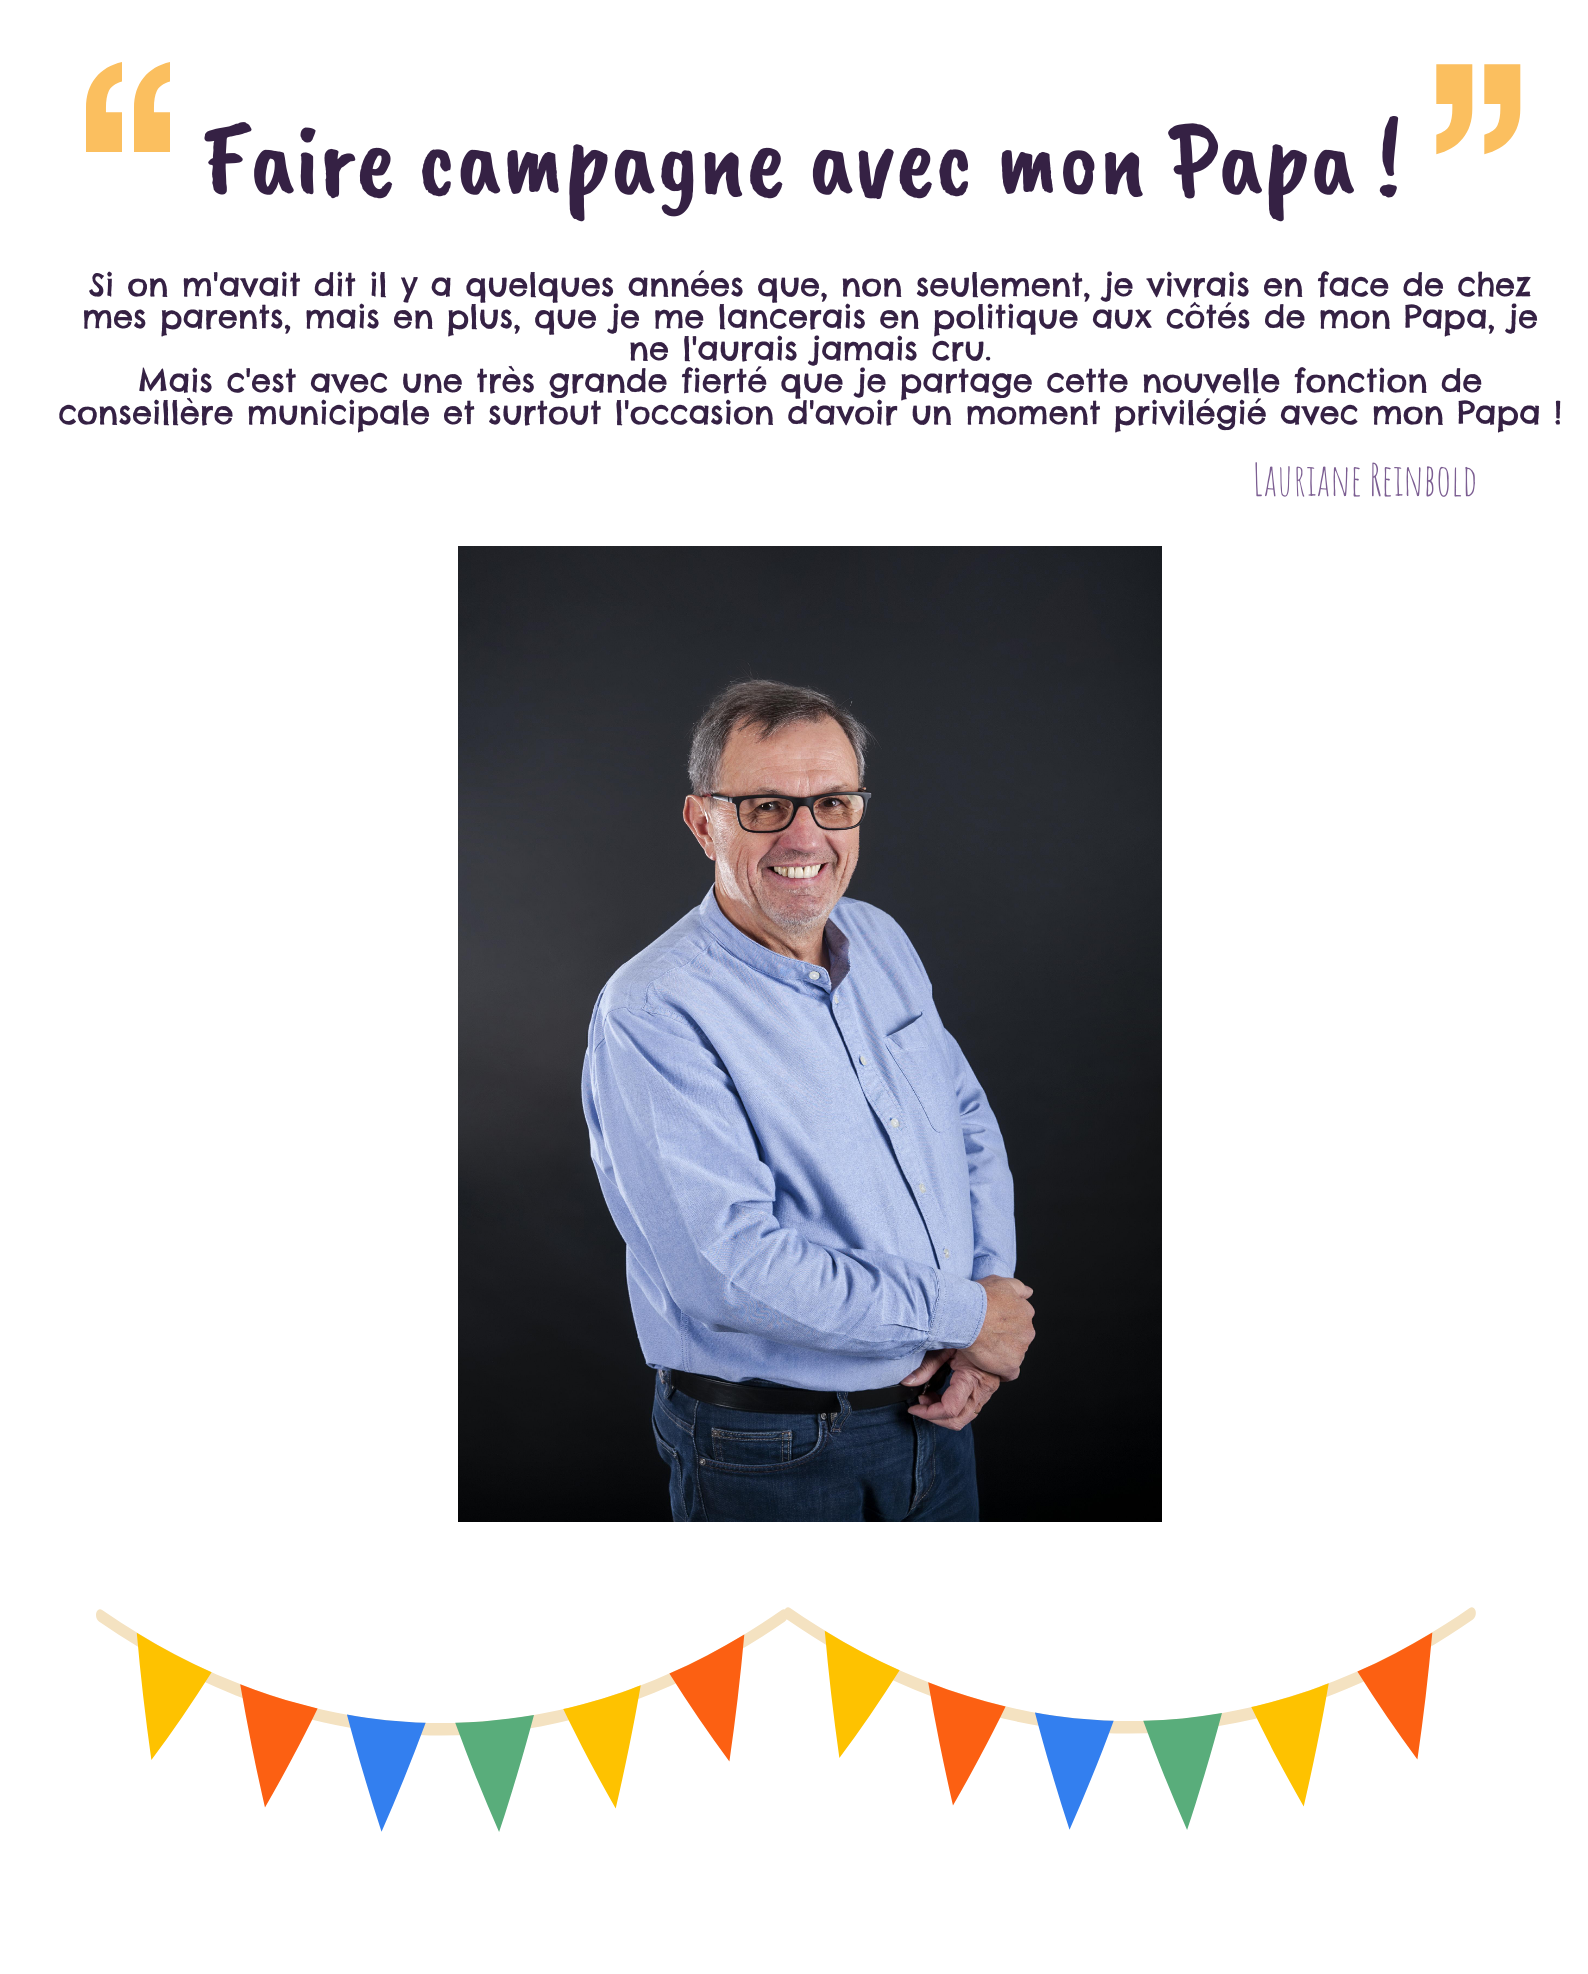 “ Faire campagne avec mon Papa ! ”
Si on m'avait dit il y a quelques années que, non seulement, je vivrais en face de chez
mes parents, mais en plus, que je me lancerais en politique aux côtés de mon Papa, je
ne l'aurais jamais cru.
Mais c'est avec une très grande fierté que je partage cette nouvelle fonction de
conseillère municipale et surtout l'occasion d'avoir un moment privilégié avec mon Papa !
Lauriane Reinbold